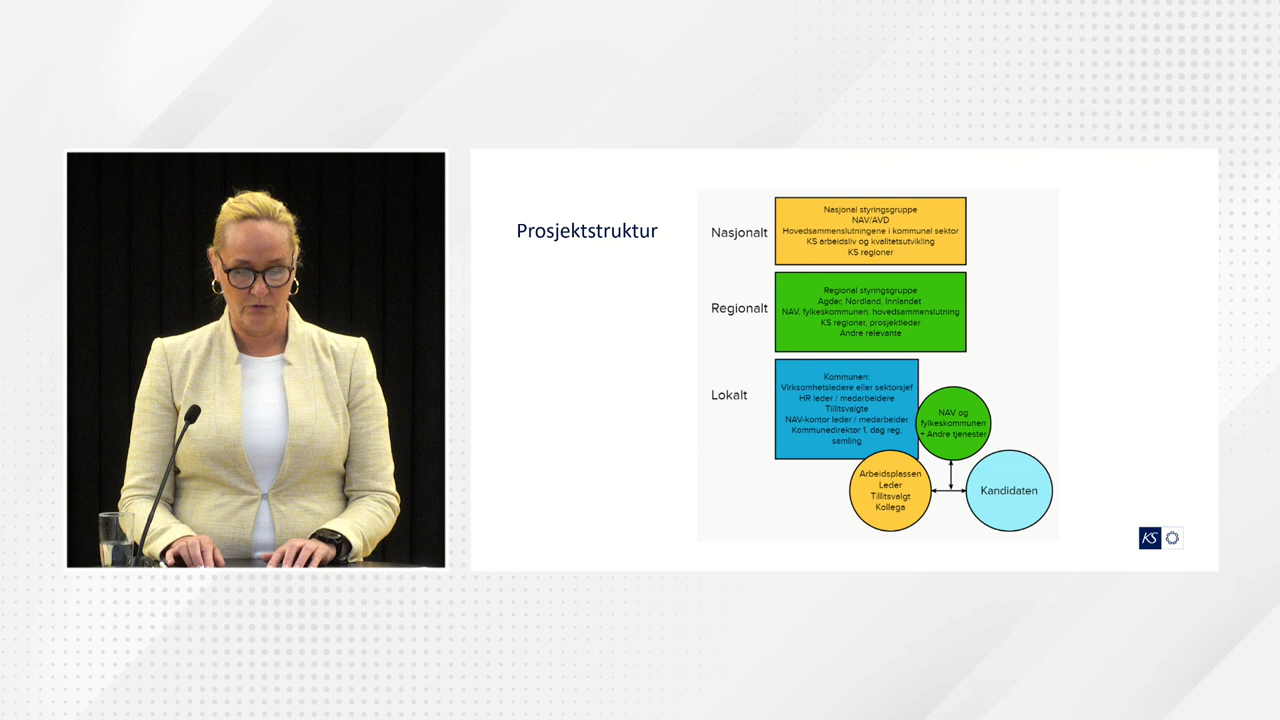 Prosjektstruktur
Nasjonalt
Nasjonal styringsgruppe
NAV/AVD
Hovedsammenslutningene i kommunal sektor
KS arbeidsliv og kvalitetsutvikling
KS regioner
Regionalt
Regional styringsgruppe
Agder, Nordland, Innlandet
NAV, fylkeskommunen, hovedsammenslutning
KS regioner, prosjektleder
Andre relevante
Lokalt
Kommunen:
Virksomhetsledere eller sektorsjef
HR leder / medarbeidere
Tillitsvalgte
NAV-kontor leder / medarbeider
Kommunedirektør 1. dag reg.
samling
NAV og
fylkeskommunen
+ Andre tjenester
Arbeidsplassen
Leder
Tillitsvalgt
Kollega
Kandidaten
KS